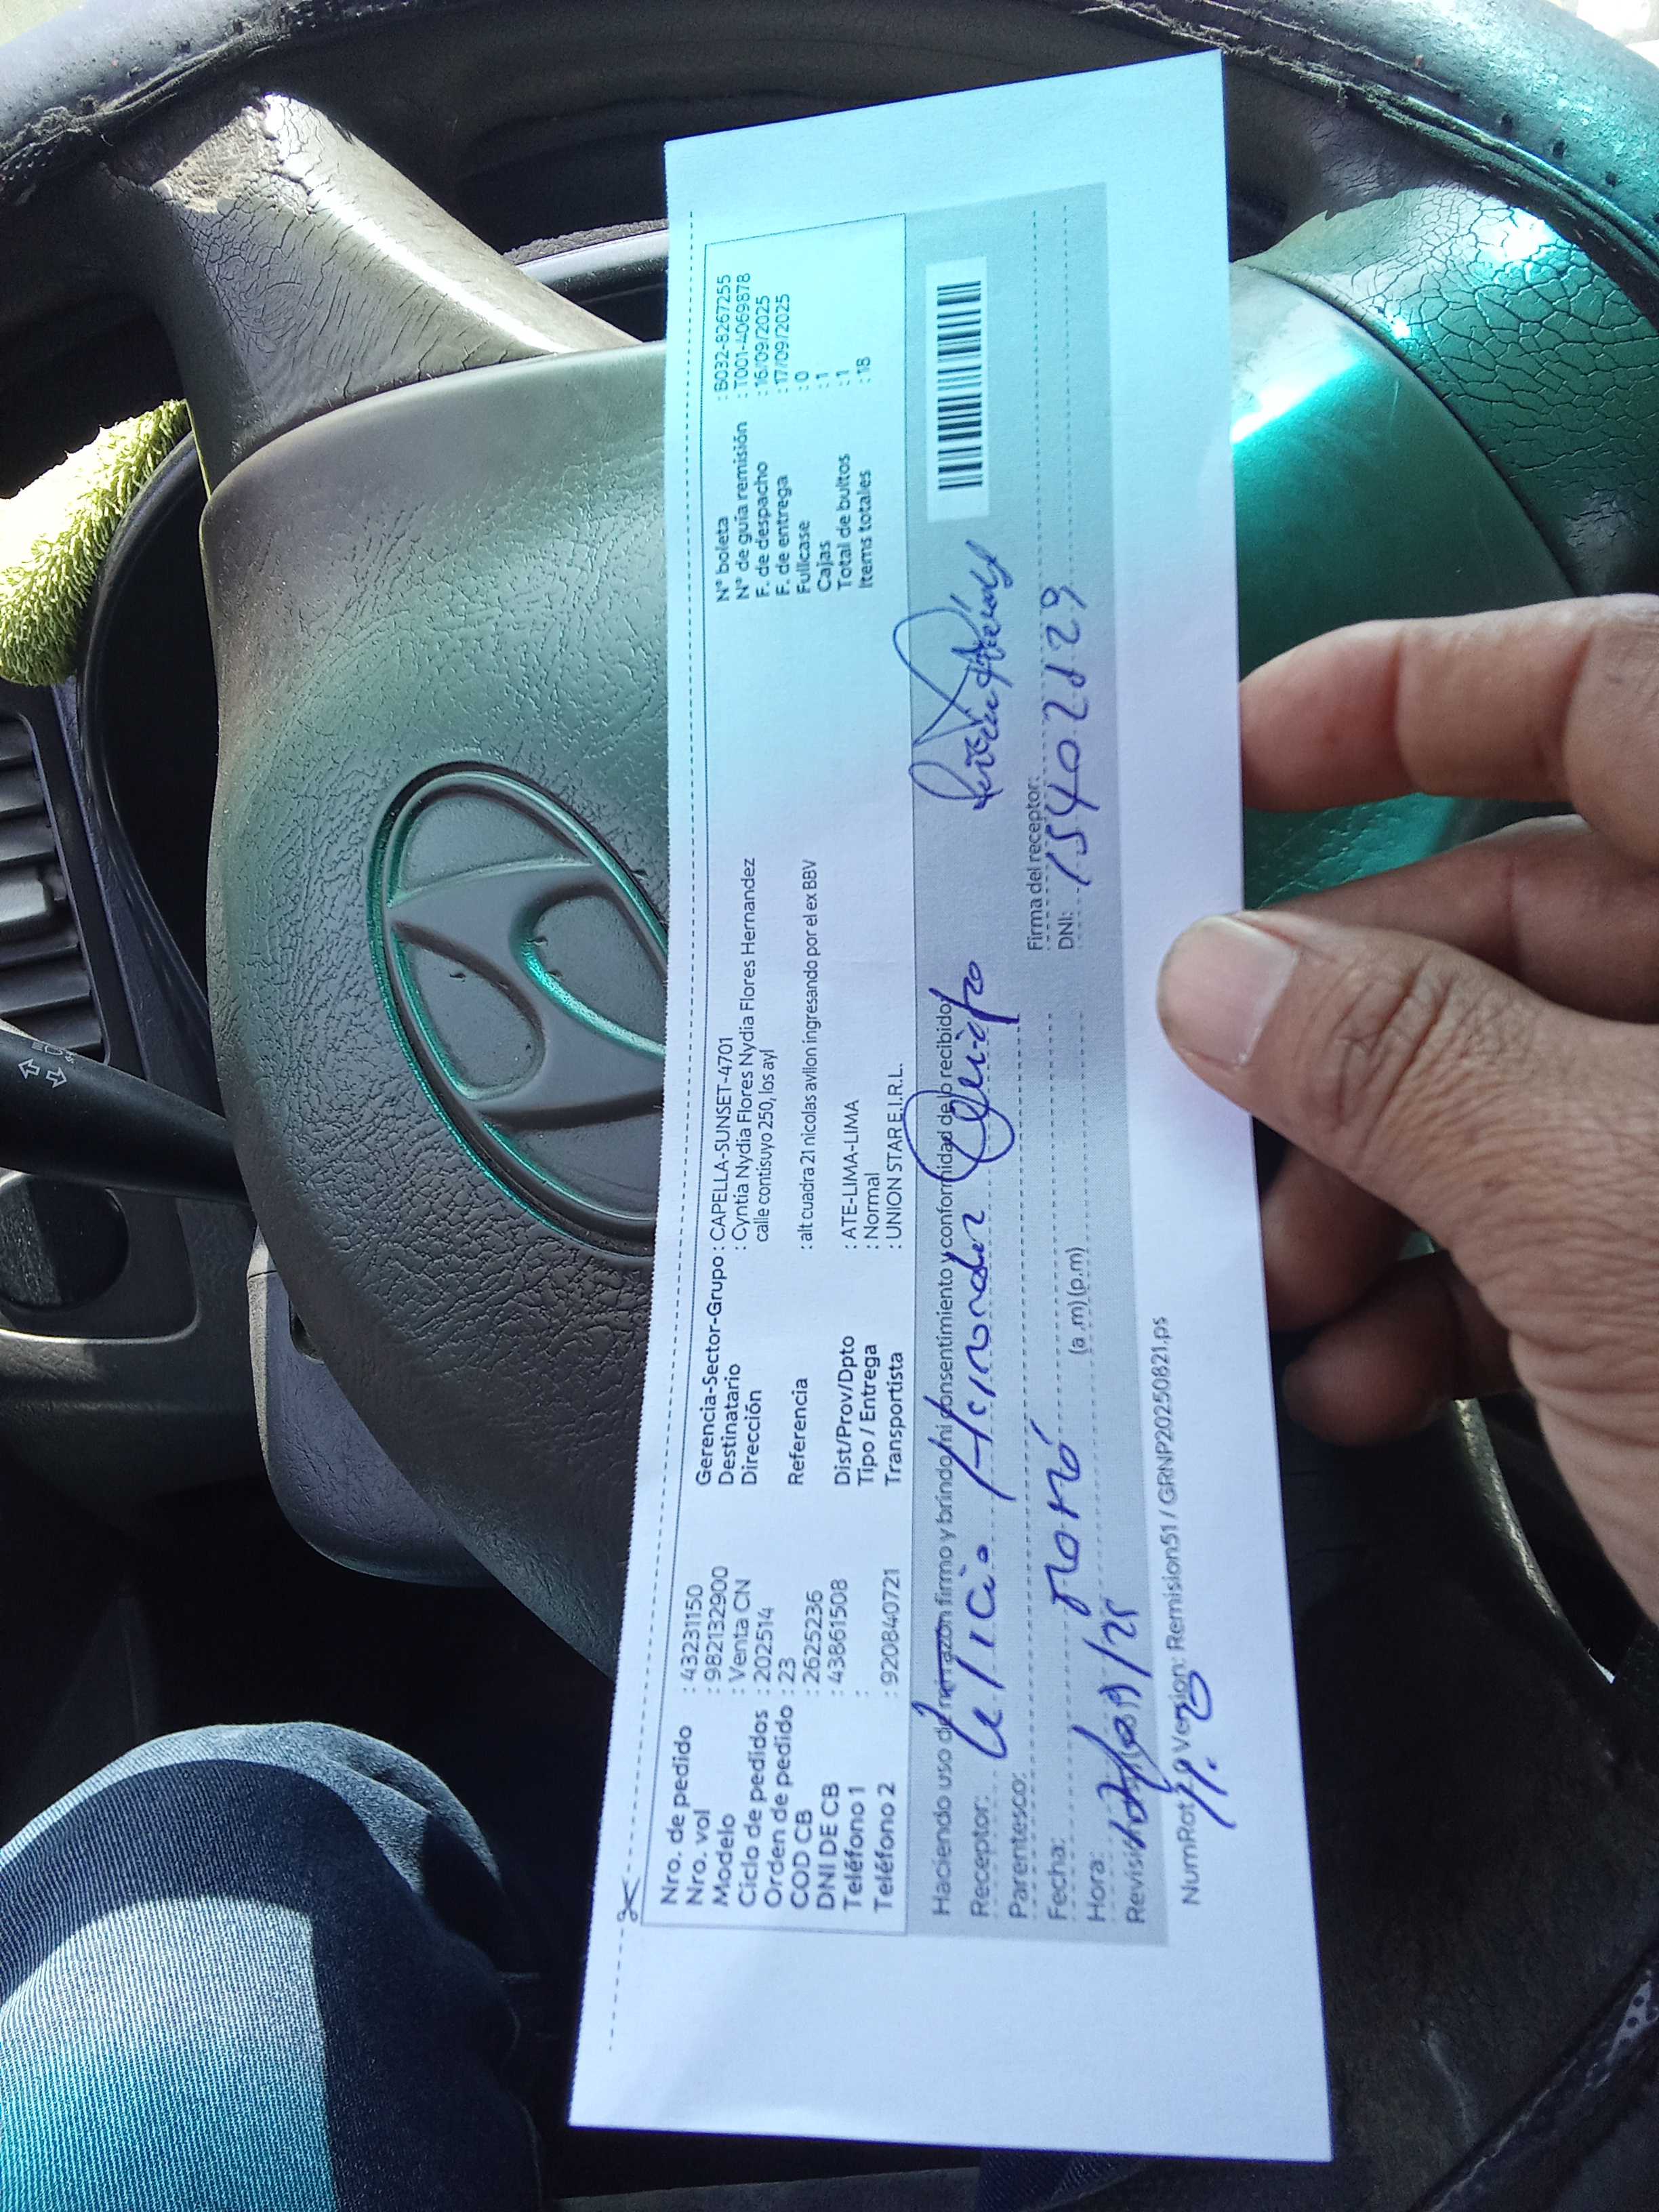 Nro. de pedido : 43231150
Nro. vol : 982132900
Modelo : Venta CN
Ciclo de pedidos : 202514
Orden de pedido : 23
COD CB : 2625236
DNI DE CB : 43861508
Teléfono 1 :
Teléfono 2 : 920840721
Gerencia-Sector-Grupo : CAPELLA-SUNSET-4701
Destinatario : Cyntia Nydia Flores Nydia Flores Hernandez
Dirección calle contisuyo 250, los ayl
Referencia : alt cuadra 21 nicolas avilon ingresando por el ex BBV
Dist/Prov/Dpto : ATE-LIMA-LIMA
Tipo / Entrega : Normal
Transportista : UNION STAR E.I.R.L.
N° boleta : B032-8267255
N° de guía remisión : T001-4069878
F. de despacho : 16/09/2025
F. de entrega : 17/09/2025
Fullcase : 0
Cajas : 1
Total de bultos : 1
Items totales : 18
Haciendo uso de mi razón firmo y brindo mi consentimiento y conformidad de lo recibido
Receptor: Hernandez
Parentesco:
Fecha: mamá
Hora: (a.m) (p.m)
Firma del receptor:
DNI: 15402129
NumRot Version: Remision51 / GRNP20250821.ps